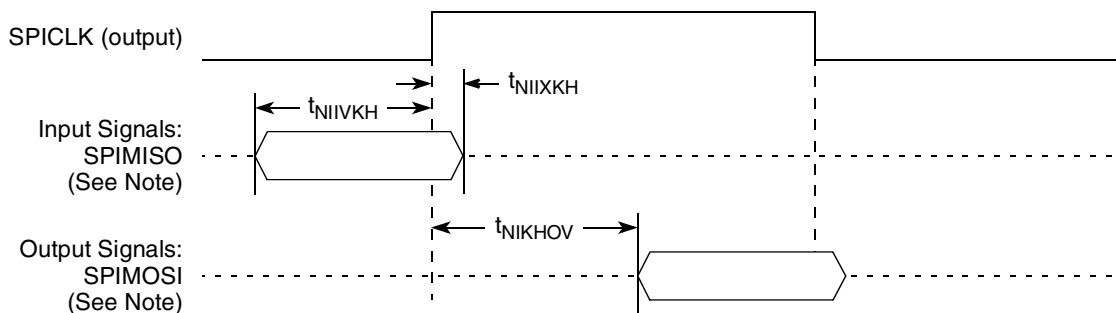 SPICLK (output)
tNIIXKH
tNIIVKH
Input Signals:
SPIMISO
(See Note)
tNIKHOV
Output Signals:
SPIMOSI
(See Note)